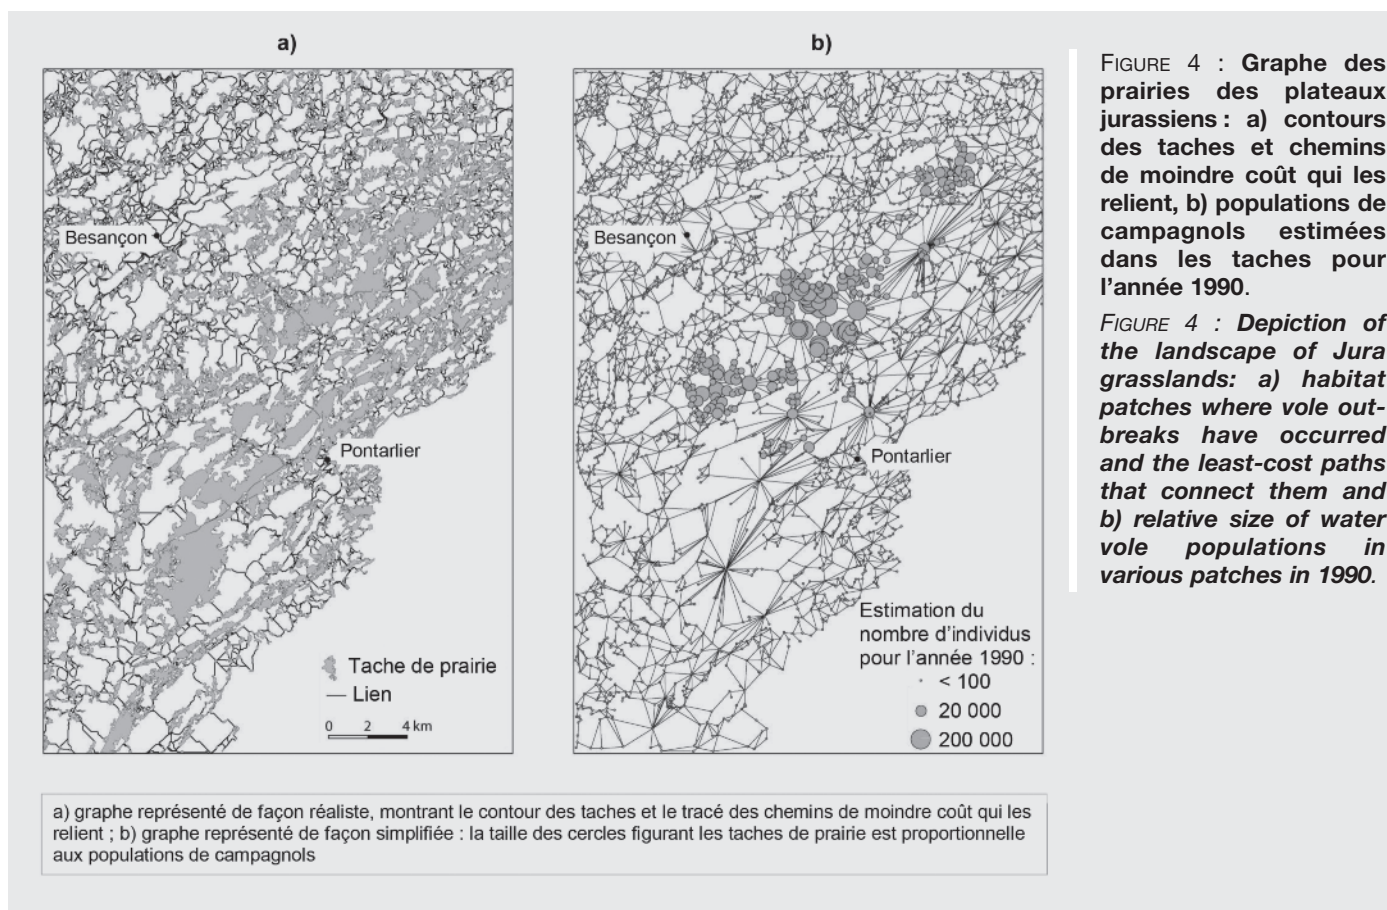 a)
b)
Besançon
Pontarlier
Tache de prairie
Lien
0 2 4 km
Besançon
Pontarlier
Estimation du
nombre d'individus
pour l'année 1990 :
< 100
20 000
200 000
FIGURE 4 : Graphe des
prairies des plateaux
jurassiens : a) contours
des taches et chemins
de moindre coût qui les
relient, b) populations de
campagnols estimées
dans les taches pour
l'année 1990.
FIGURE 4 : Depiction of
the landscape of Jura
grasslands: a) habitat
patches where vole out-
breaks have occurred
and the least-cost paths
that connect them and
b) relative size of water
vole populations in
various patches in 1990.
a) graphe représenté de façon réaliste, montrant le contour des taches et le tracé des chemins de moindre coût qui les
relient ; b) graphe représenté de façon simplifiée : la taille des cercles figurant les taches de prairie est proportionnelle
aux populations de campagnols